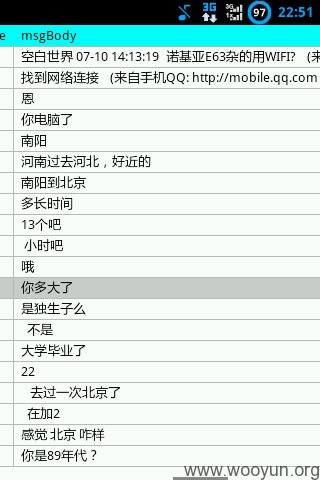 3G
3G
97
22:51
e msgBody
空白世界 07-10 14:13:19 诺基亚E63杂的用WIFI? (来
找到网络连接 (来自手机QQ: http://mobile.qq.com
恩
你电脑了
南阳
河南过去河北，好近的
南阳到北京
多长时间
13个吧
小时吧
哦
你多大了
是独生子么
不是
大学毕业了
22
去过一次北京了
在加2
感觉 北京 咋样
你是89年代？
www.wooyun.org